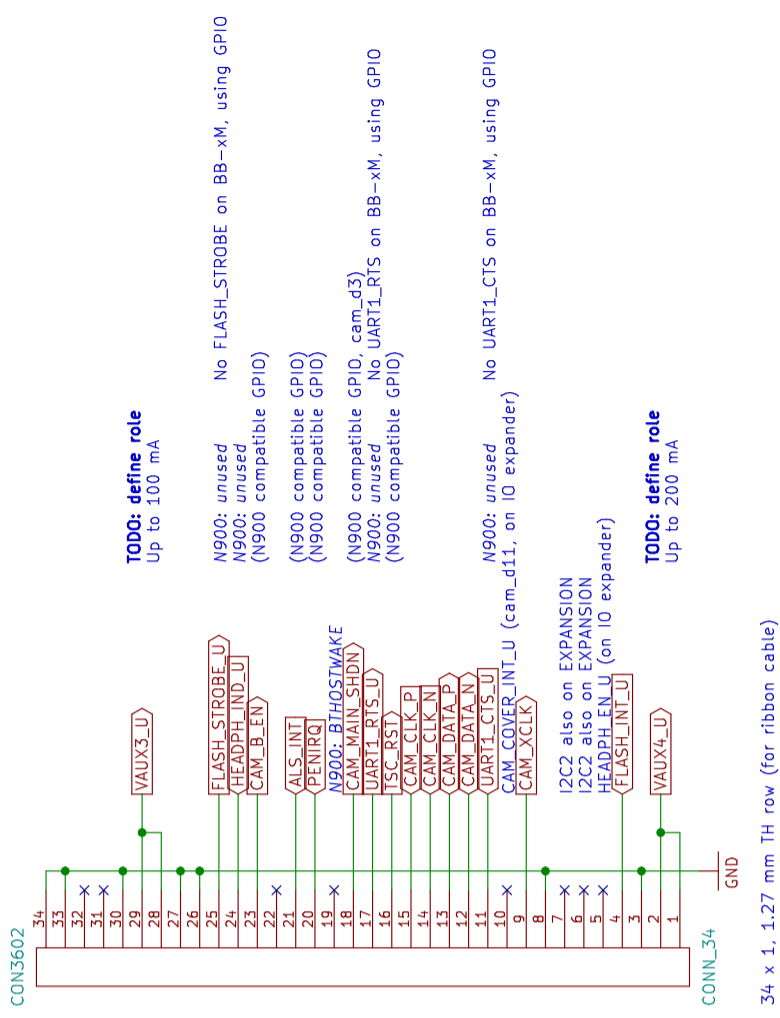 CON3602
34
33
32
31
30
29
28
27
26
25
24
23
22
21
20
19
18
17
16
15
14
13
12
11
10
9
8
7
6
5
4
3
2
1
CONN_34
GND
34 x 1, 1.27 mm TH row (for ribbon cable)
VAUX3_U
TODO: define role
Up to 100 mA
FLASH_STROBE_U
N900: unused
No FLASH_STROBE on BB-xM, using GPIO
HEADPH_IND_U
N900: unused
CAM_B_EN
(N900 compatible GPIO)
ALS_INT
(N900 compatible GPIO)
PENIRQ
(N900 compatible GPIO)
N900: BTHOSTWAKE
CAM_MAIN_SHDN
(N900 compatible GPIO, cam_d3)
UART1_RTS_U
N900: unused
No UART1_RTS on BB-xM, using GPIO
TSC_RST
(N900 compatible GPIO)
CAM_CLK_P
CAM_CLK_N
CAM_DATA_P
CAM_DATA_N
UART1_CTS_U
N900: unused
No UART1_CTS on BB-xM, using GPIO
CAM_COVER_INT_U (cam_d11, on IO expander)
CAM_XCLK
I2C2 also on EXPANSION
I2C2 also on EXPANSION
HEADPH_EN_U (on IO expander)
FLASH_INT_U
VAUX4_U
TODO: define role
Up to 200 mA